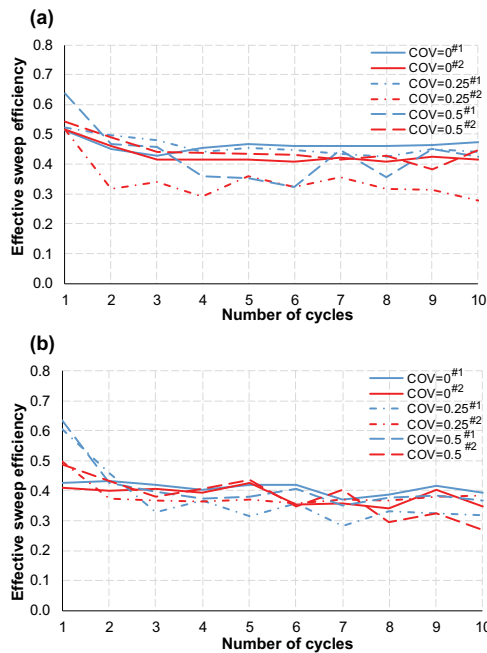 (a)
0.8
0.7
0.6
0.5
0.4
0.3
0.2
0.1
0.0
Effective sweep efficiency
COV=0#1
COV=0#2
COV=0.25#1
COV=0.25#2
COV=0.5#1
COV=0.5#2
1 2 3 4 5 6 7 8 9 10
Number of cycles
(b)
0.8
0.7
0.6
0.5
0.4
0.3
0.2
0.1
0.0
Effective sweep efficiency
COV=0#1
COV=0#2
COV=0.25#1
COV=0.25#2
COV=0.5#1
COV=0.5 #2
1 2 3 4 5 6 7 8 9 10
Number of cycles